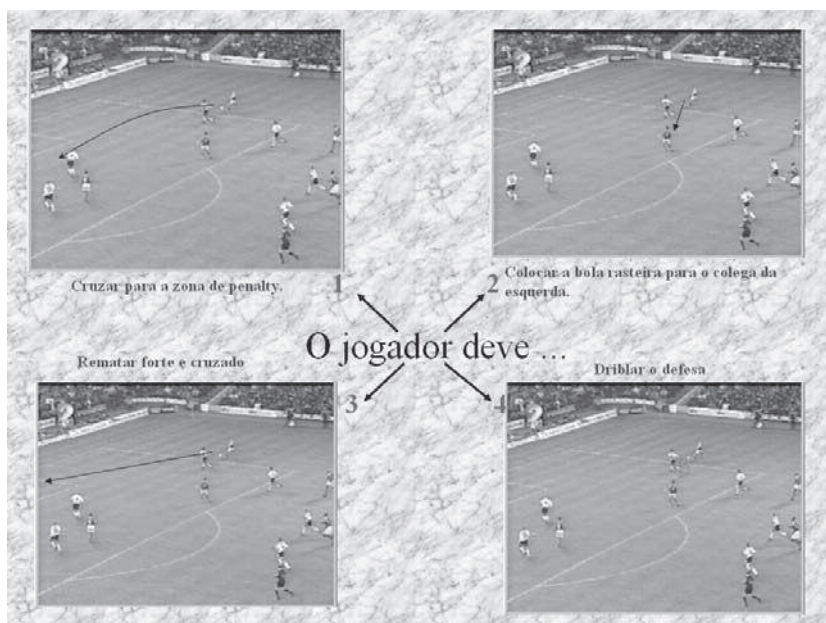 Cruzar para a zona de penalty.
1
2
Colocar a bola rasteira para o colega da
esquerda.
O jogador deve ...
Rematar forte e cruzado
3
Driblar o defesa
4